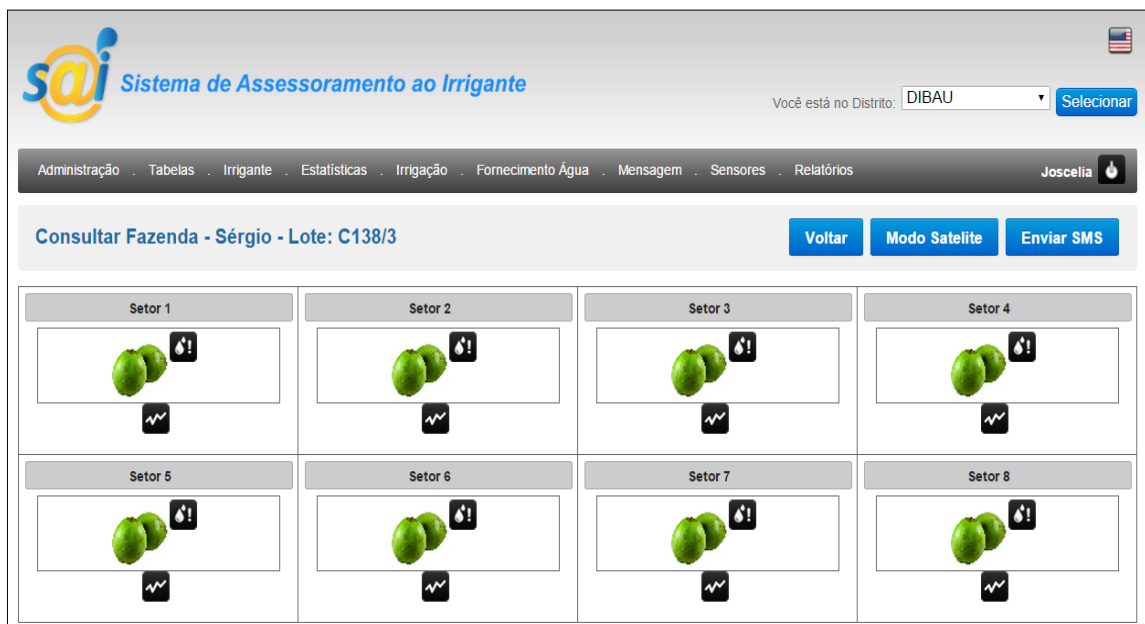 s@i Sistema de Assessoramento ao Irrigante
Você está no Distrito: DIBAU Selecionar
Administração . Tabelas . Irrigante . Estatísticas . Irrigação . Fornecimento Água . Mensagem . Sensores . Relatórios Joscelia
Consultar Fazenda - Sérgio - Lote: C138/3 Voltar Modo Satelite Enviar SMS
Setor 1 Setor 2 Setor 3 Setor 4
! ! ! !
Setor 5 Setor 6 Setor 7 Setor 8
! ! ! !